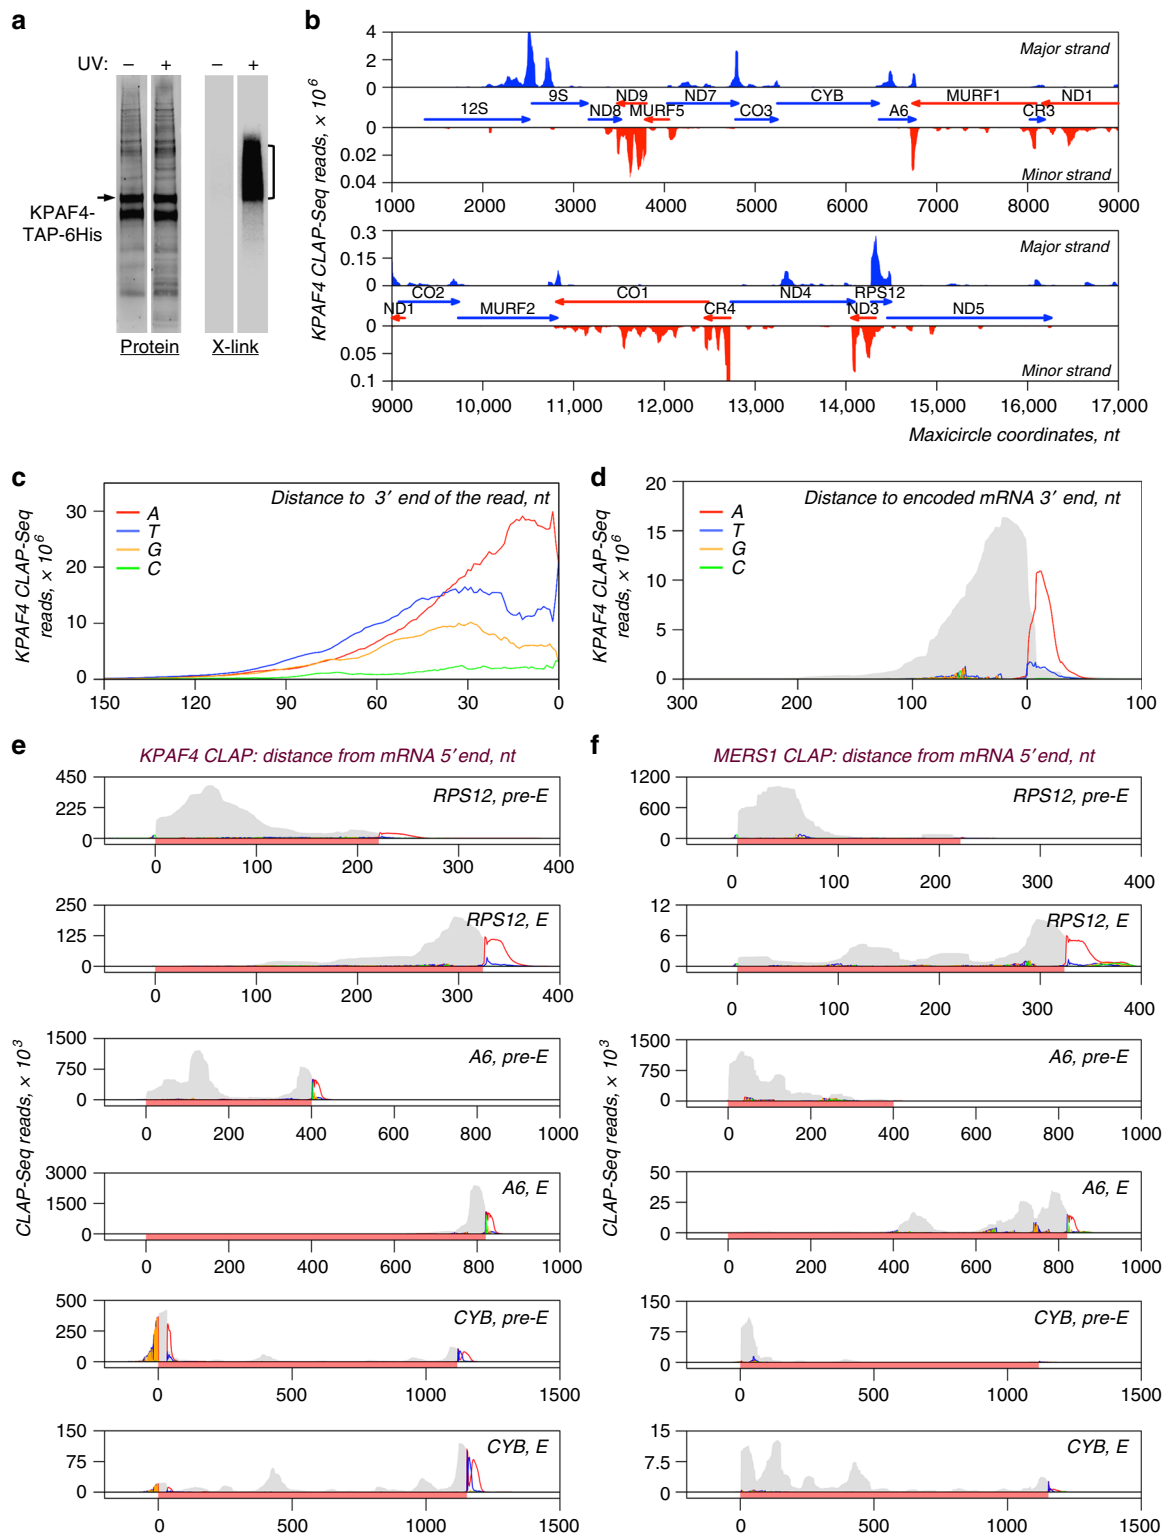 a
UV: – + – +
KPAF4-
TAP-6His
Protein X-link
b
KPAF4 CLAP-Seq reads, × 10⁶
4
2
0
Major strand
9S ND9 ND7 CYB MURF1 ND1
12S ND8 MURF5 CO3 A6 CR3
0
0.02
0.04
Minor strand
1000 2000 3000 4000 5000 6000 7000 8000 9000
0.3
0.15
0
Major strand
CO2 CO1 ND4 RPS12
ND1 MURF2 CR4 ND3 ND5
0
0.05
0.1
Minor strand
9000 10,000 11,000 12,000 13,000 14,000 15,000 16,000 17,000
Maxicircle coordinates, nt
c
KPAF4 CLAP-Seq
reads, × 10⁶
Distance to 3′ end of the read, nt
A
T
G
C
30
20
10
0
150 120 90 60 30 0
d
KPAF4 CLAP-Seq
reads, × 10⁶
Distance to encoded mRNA 3′ end, nt
A
T
G
C
20
15
10
5
0
300 200 100 0 100
e
KPAF4 CLAP: distance from mRNA 5′ end, nt
CLAP-Seq reads, × 10³
450
225
0
RPS12, pre-E
0 100 200 300 400
250
125
0
RPS12, E
0 100 200 300 400
1500
750
0
A6, pre-E
0 200 400 600 800 1000
3000
1500
0
A6, E
0 200 400 600 800 1000
500
250
0
CYB, pre-E
0 500 1000 1500
150
75
0
CYB, E
0 500 1000 1500
f
MERS1 CLAP: distance from mRNA 5′ end, nt
CLAP-Seq reads, × 10³
1200
600
0
RPS12, pre-E
0 100 200 300 400
12
6
0
RPS12, E
0 100 200 300 400
1500
750
0
A6, pre-E
0 200 400 600 800 1000
50
25
0
A6, E
0 200 400 600 800 1000
150
75
0
CYB, pre-E
0 500 1000 1500
15
7.5
0
CYB, E
0 500 1000 1500